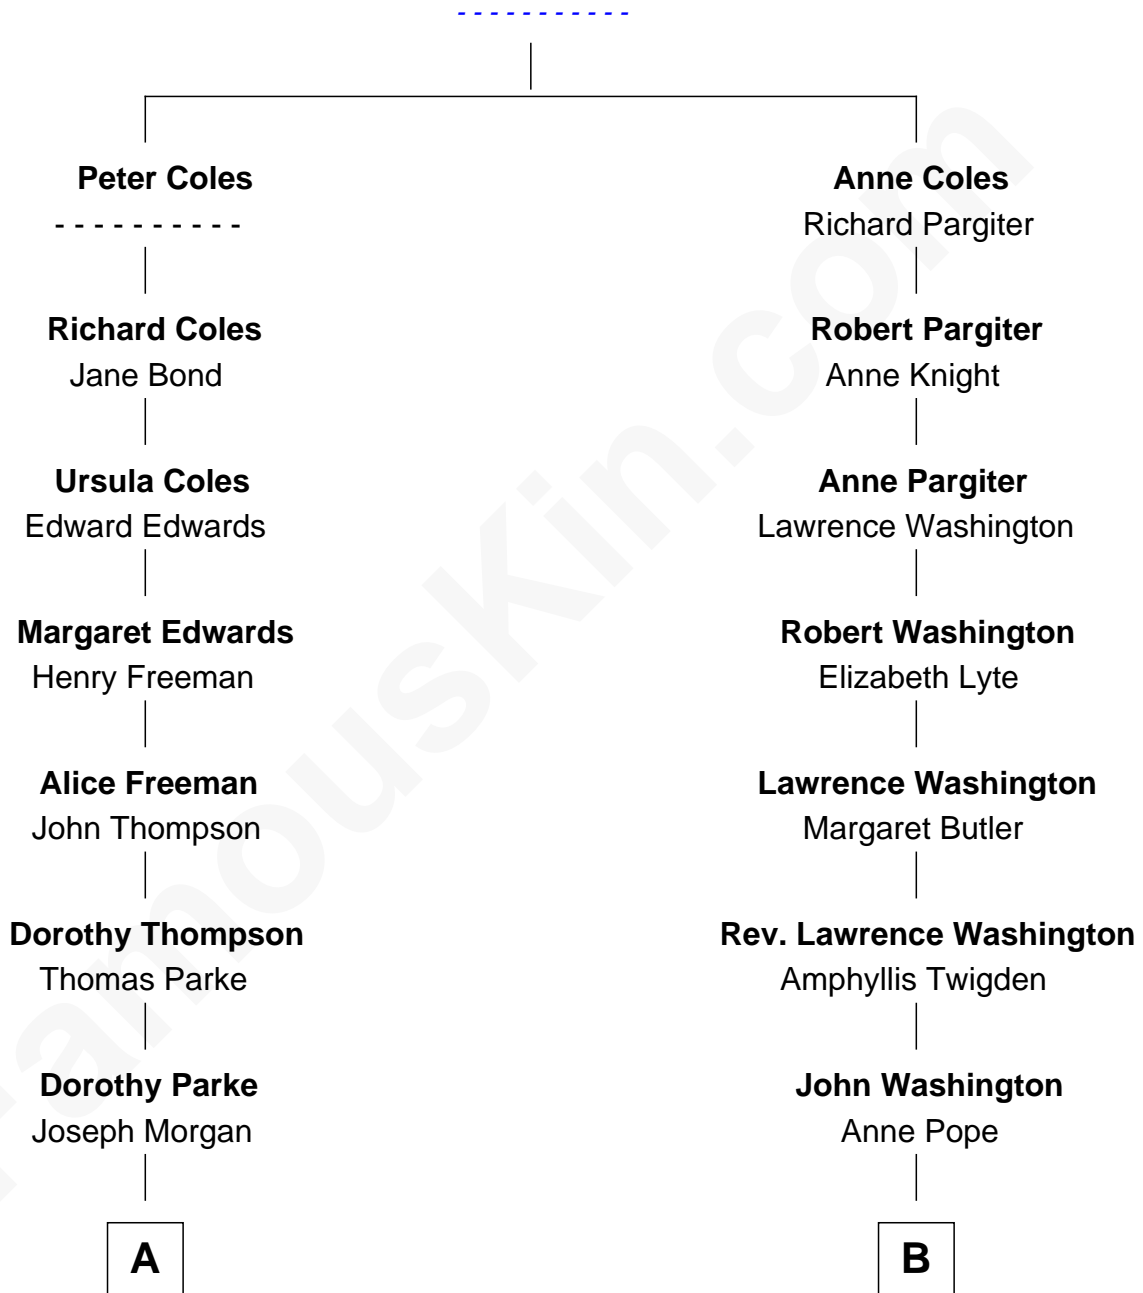 - - - - - - - - - - -
Peter Coles
- - - - - - - - - -
Richard Coles
Jane Bond
Ursula Coles
Edward Edwards
Margaret Edwards
Henry Freeman
Alice Freeman
John Thompson
Dorothy Thompson
Thomas Parke
Dorothy Parke
Joseph Morgan
A
Anne Coles
Richard Pargiter
Robert Pargiter
Anne Knight
Anne Pargiter
Lawrence Washington
Robert Washington
Elizabeth Lyte
Lawrence Washington
Margaret Butler
Rev. Lawrence Washington
Amphyllis Twigden
John Washington
Anne Pope
B
FamousKin.com